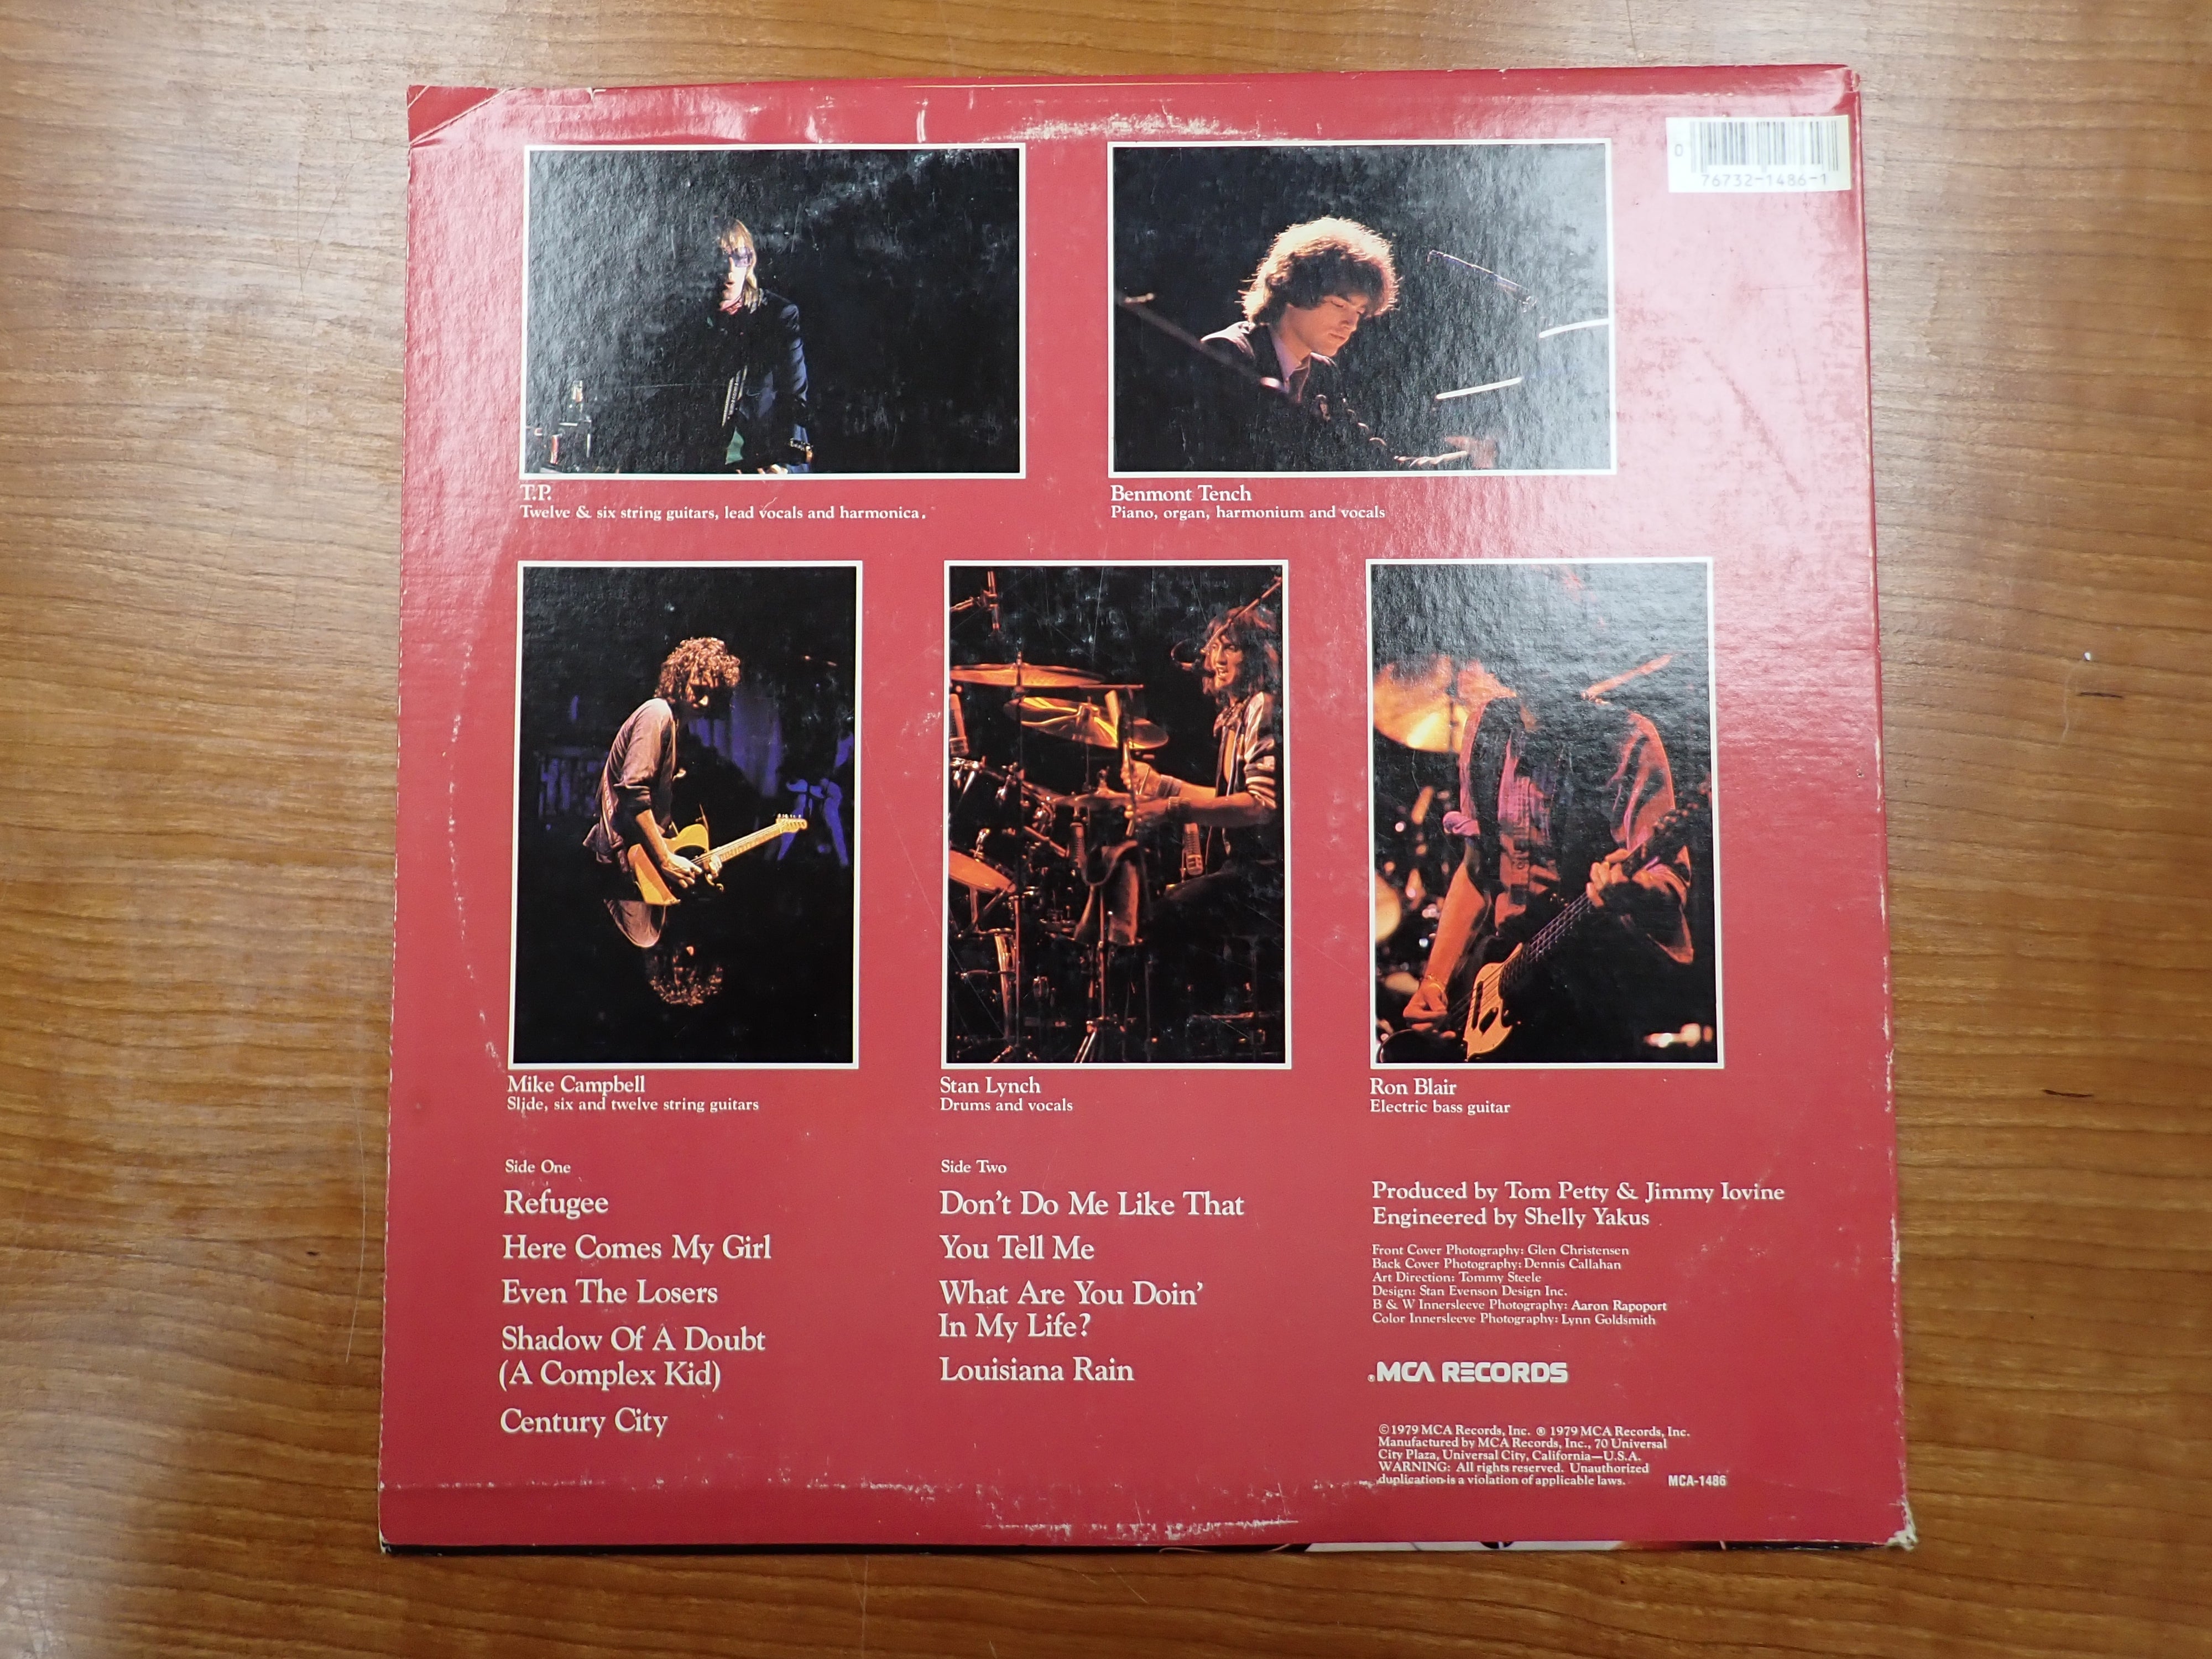 0
76732-1486-1
T.P.
Twelve & six string guitars, lead vocals and harmonica.
Benmont Tench
Piano, organ, harmonium and vocals
Mike Campbell
Slide, six and twelve string guitars
Stan Lynch
Drums and vocals
Ron Blair
Electric bass guitar
Side One
Refugee
Here Comes My Girl
Even The Losers
Shadow Of A Doubt
(A Complex Kid)
Century City
Side Two
Don't Do Me Like That
You Tell Me
What Are You Doin'
In My Life?
Louisiana Rain
Produced by Tom Petty & Jimmy Iovine
Engineered by Shelly Yakus
Front Cover Photography: Glen Christensen
Back Cover Photography: Dennis Callahan
Art Direction: Tommy Steele
Design: Stan Evenson Design Inc.
B & W Innersleeve Photography: Aaron Rapoport
Color Innersleeve Photography: Lynn Goldsmith
MCA RECORDS
©1979 MCA Records, Inc. ℗ 1979 MCA Records, Inc.
Manufactured by MCA Records, Inc., 70 Universal
City Plaza, Universal City, California—U.S.A.
WARNING: All rights reserved. Unauthorized
duplication is a violation of applicable laws.
MCA-1486